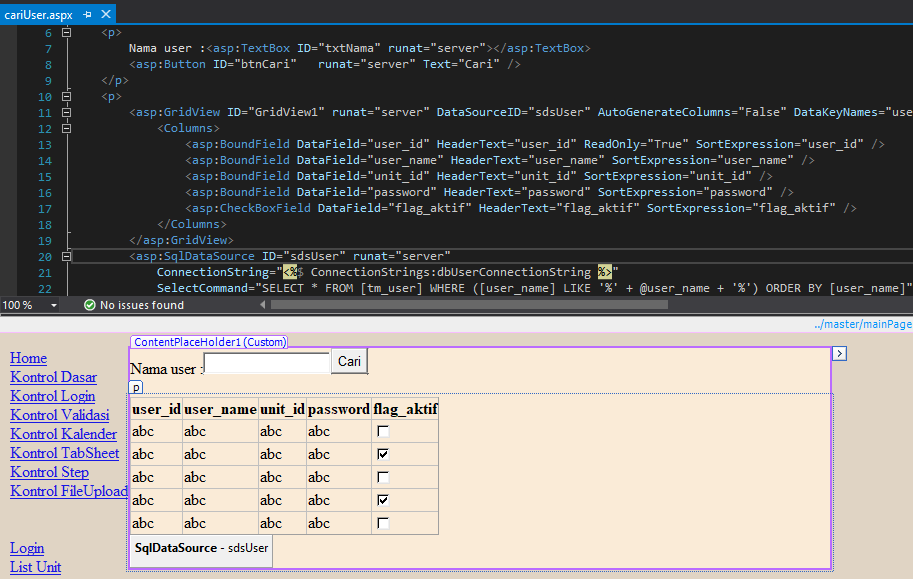 cariUser.aspx
6 <p>
7 Nama user :<asp:TextBox ID="txtNama" runat="server"></asp:TextBox>
8 <asp:Button ID="btnCari" runat="server" Text="Cari" />
9 </p>
10 <p>
11 <asp:GridView ID="GridView1" runat="server" DataSourceID="sdsUser" AutoGenerateColumns="False" DataKeyNames="use
12 <Columns>
13 <asp:BoundField DataField="user_id" HeaderText="user_id" ReadOnly="True" SortExpression="user_id" />
14 <asp:BoundField DataField="user_name" HeaderText="user_name" SortExpression="user_name" />
15 <asp:BoundField DataField="unit_id" HeaderText="unit_id" SortExpression="unit_id" />
16 <asp:BoundField DataField="password" HeaderText="password" SortExpression="password" />
17 <asp:CheckBoxField DataField="flag_aktif" HeaderText="flag_aktif" SortExpression="flag_aktif" />
18 </Columns>
19 </asp:GridView>
20 <asp:SqlDataSource ID="sdsUser" runat="server"
21 ConnectionString="<%$ ConnectionStrings:dbUserConnectionString %>"
22 SelectCommand="SELECT * FROM [tm_user] WHERE ([user_name] LIKE '%' + @user_name + '%') ORDER BY [user_name]"
100 % No issues found
../master/mainPage
ContentPlaceHolder1 (Custom)
Home
Kontrol Dasar
Kontrol Login
Kontrol Validasi
Kontrol Kalender
Kontrol TabSheet
Kontrol Step
Kontrol FileUpload
Login
List Unit
Nama user : Cari
p
user_id user_name unit_id password flag_aktif
abc abc abc abc
abc abc abc abc
abc abc abc abc
abc abc abc abc
abc abc abc abc
SqlDataSource - sdsUser